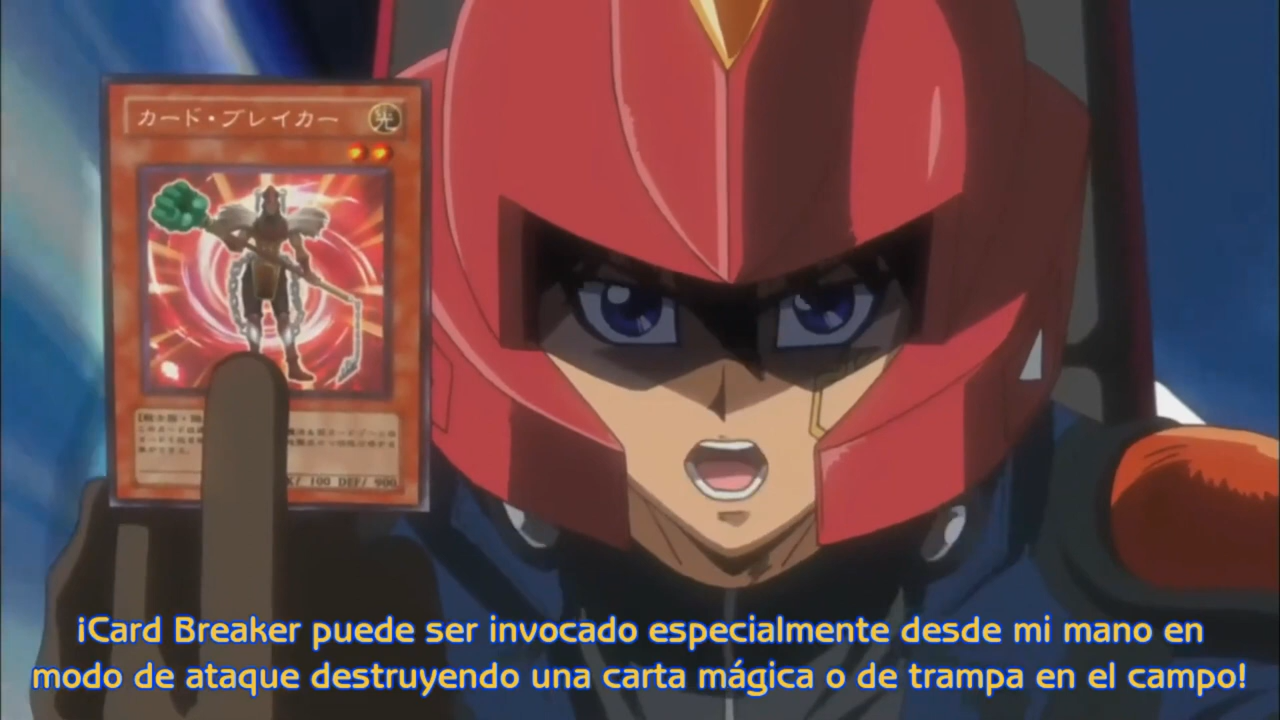 カード・ブレイカー
光
100 DEF/ 900
¡Card Breaker puede ser invocado especialmente desde mi mano en
modo de ataque destruyendo una carta mágica o de trampa en el campo!